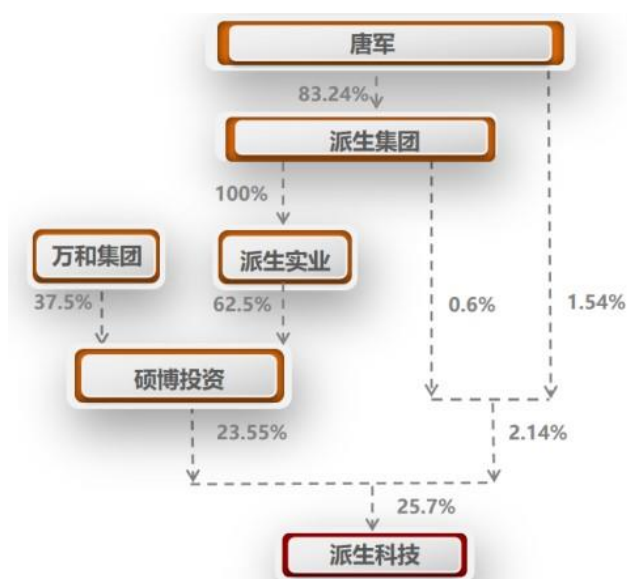 唐军
83.24%
派生集团
100%
万和集团
派生实业
37.5%
62.5%
0.6%
1.54%
硕博投资
23.55%
2.14%
25.7%
派生科技